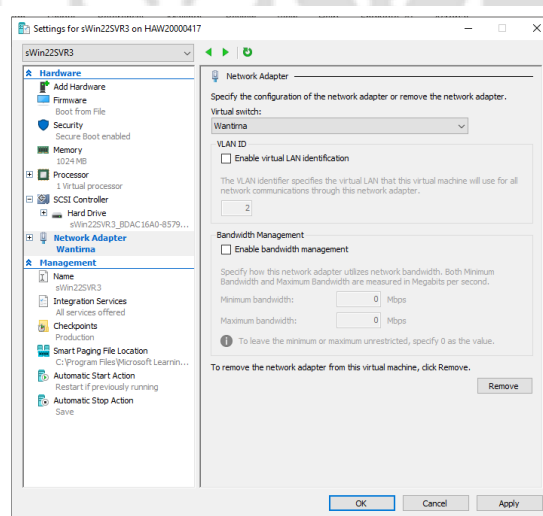 Settings for sWin22SVR3 on HAW20000417
sWin22SVR3
Hardware
Add Hardware
Firmware
Boot from File
Security
Secure Boot enabled
Memory
1024 MB
Processor
1 Virtual processor
SCSI Controller
Hard Drive
sWin22SVR3_BDAC16A0-8579...
Network Adapter
Wantirna
Management
Name
sWin22SVR3
Integration Services
All services offered
Checkpoints
Production
Smart Paging File Location
C:\Program Files\Microsoft Learnin...
Automatic Start Action
Restart if previously running
Automatic Stop Action
Save
Network Adapter
Specify the configuration of the network adapter or remove the network adapter.
Virtual switch:
Wantirna
VLAN ID
Enable virtual LAN identification
The VLAN identifier specifies the virtual LAN that this virtual machine will use for all
network communications through this network adapter.
2
Bandwidth Management
Enable bandwidth management
Specify how this network adapter utilizes network bandwidth. Both Minimum
Bandwidth and Maximum Bandwidth are measured in Megabits per second.
Minimum bandwidth: 0 Mbps
Maximum bandwidth: 0 Mbps
To leave the minimum or maximum unrestricted, specify 0 as the value.
To remove the network adapter from this virtual machine, click Remove.
Remove
OK Cancel Apply